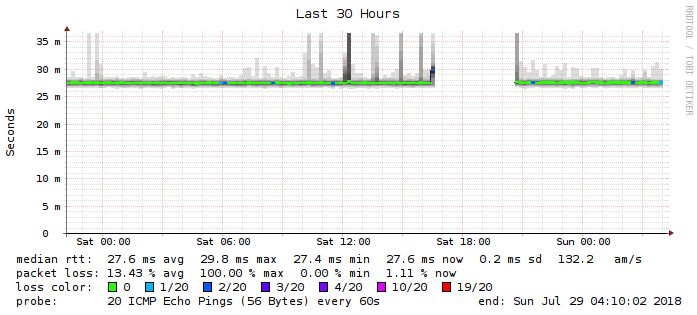 Last 30 Hours
RRDTOOL / TOBI OETIKER
Seconds
35 m
30 m
25 m
20 m
15 m
10 m
5 m
0
Sat 00:00 Sat 06:00 Sat 12:00 Sat 18:00 Sun 00:00
median rtt: 27.6 ms avg 29.8 ms max 27.4 ms min 27.6 ms now 0.2 ms sd 132.2 am/s
packet loss: 13.43 % avg 100.00 % max 0.00 % min 1.11 % now
loss color: 0 1/20 2/20 3/20 4/20 10/20 19/20
probe: 20 ICMP Echo Pings (56 Bytes) every 60s end: Sun Jul 29 04:10:02 2018